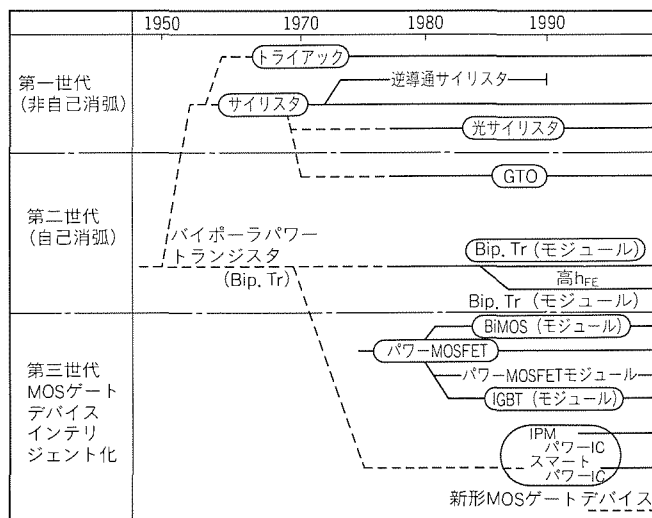 1950 1970 1980 1990
第一世代
(非自己消弧)
トライアック
逆導通サイリスタ
サイリスタ
光サイリスタ
GTO
第二世代
(自己消弧)
バイポーラパワー
トランジスタ
(Bip. Tr)
Bip. Tr (モジュール)
高hFE
Bip. Tr (モジュール)
第三世代
MOSゲート
デバイス
インテリ
ジェント化
BiMOS (モジュール)
パワーMOSFET
パワーMOSFETモジュール
IGBT (モジュール)
IPM
パワーIC
スマート
パワーIC
新形MOSゲートデバイス